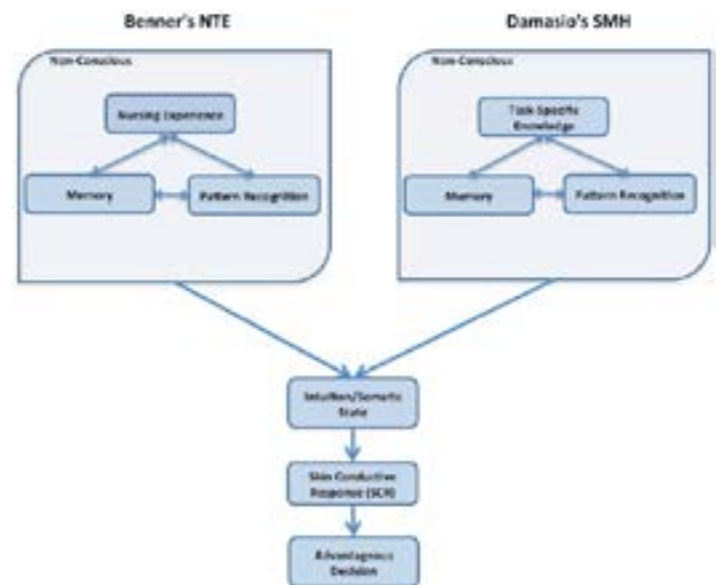 Benner's NTE
Damasio's SMH
Non-Conscious
Non-Conscious
Nursing Experience
Task Specific
Knowledge
Memory
Pattern Recognition
Memory
Pattern Recognition
Intuition/Somatic
State
Skin Conductive
Response (SCR)
Advantagnous
Decision